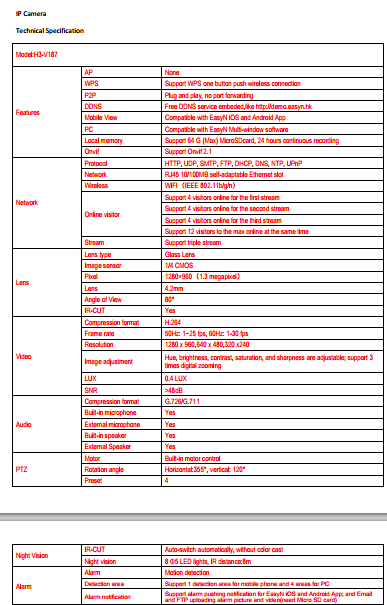 IP Camera
Technical Specification
Model:H3-V187
Features
AP None
WPS Support WPS one button push wireless connection
P2P Plug and play, no port forwarding
DDNS Free DDNS service embeded,like http://demo.easyn.hk
Mobile View Compatible with EasyN iOS and Android App
PC Compatible with EasyN Multi-window software
Local memory Support 64 G (Max) MicroSDcard, 24 hours continuous recording
Onvif Support Onvif 2.1
Network
Protocol HTTP, UDP, SMTP, FTP, DHCP, DNS, NTP, UPnP
Network RJ45 10/100MB self-adaptable Ethernet slot
Wireless WIFI (IEEE 802.11b/g/n)
Online visitor
Support 4 visitors online for the first stream
Support 4 visitors online for the second stream
Support 4 visitors online for the third stream
Support 12 visitors to the max online at the same time
Stream Support triple stream
Lens
Lens type Glass Lens
Image sensor 1/4 CMOS
Pixel 1280*960 (1.3 megapixel)
Lens 4.2mm
Angle of View 80°
IR-CUT Yes
Video
Compression format H.264
Frame rate 50Hz: 1~25 fps, 60Hz: 1-30 fps
Resolution 1280 x 960,640 x 480,320 x240
Image adjustment
Hue, brightness, contrast, saturation, and sharpness are adjustable; support 3
times digital zooming
LUX 0.4 LUX
SNR >48dB
Audio
Compression format G.726/G.711
Built-in microphone Yes
External microphone Yes
Built-in speaker Yes
External Speaker Yes
PTZ
Motor Built-in motor control
Rotation angle Horizontal:355°, vertical: 120°
Preset 4
Night Vision
IR-CUT Auto-switch automatically, without color cast
Night vision 8 Φ5 LED lights, IR distance:8m
Alarm
Alarm Motion detection
Detection area Support 1 detection area for mobile phone and 4 areas for PC
Alarm notification
Support alarm pushing notification for EasyN iOS and Android App; and Email
and FTP uploading alarm picture and video(need Micro SD card)